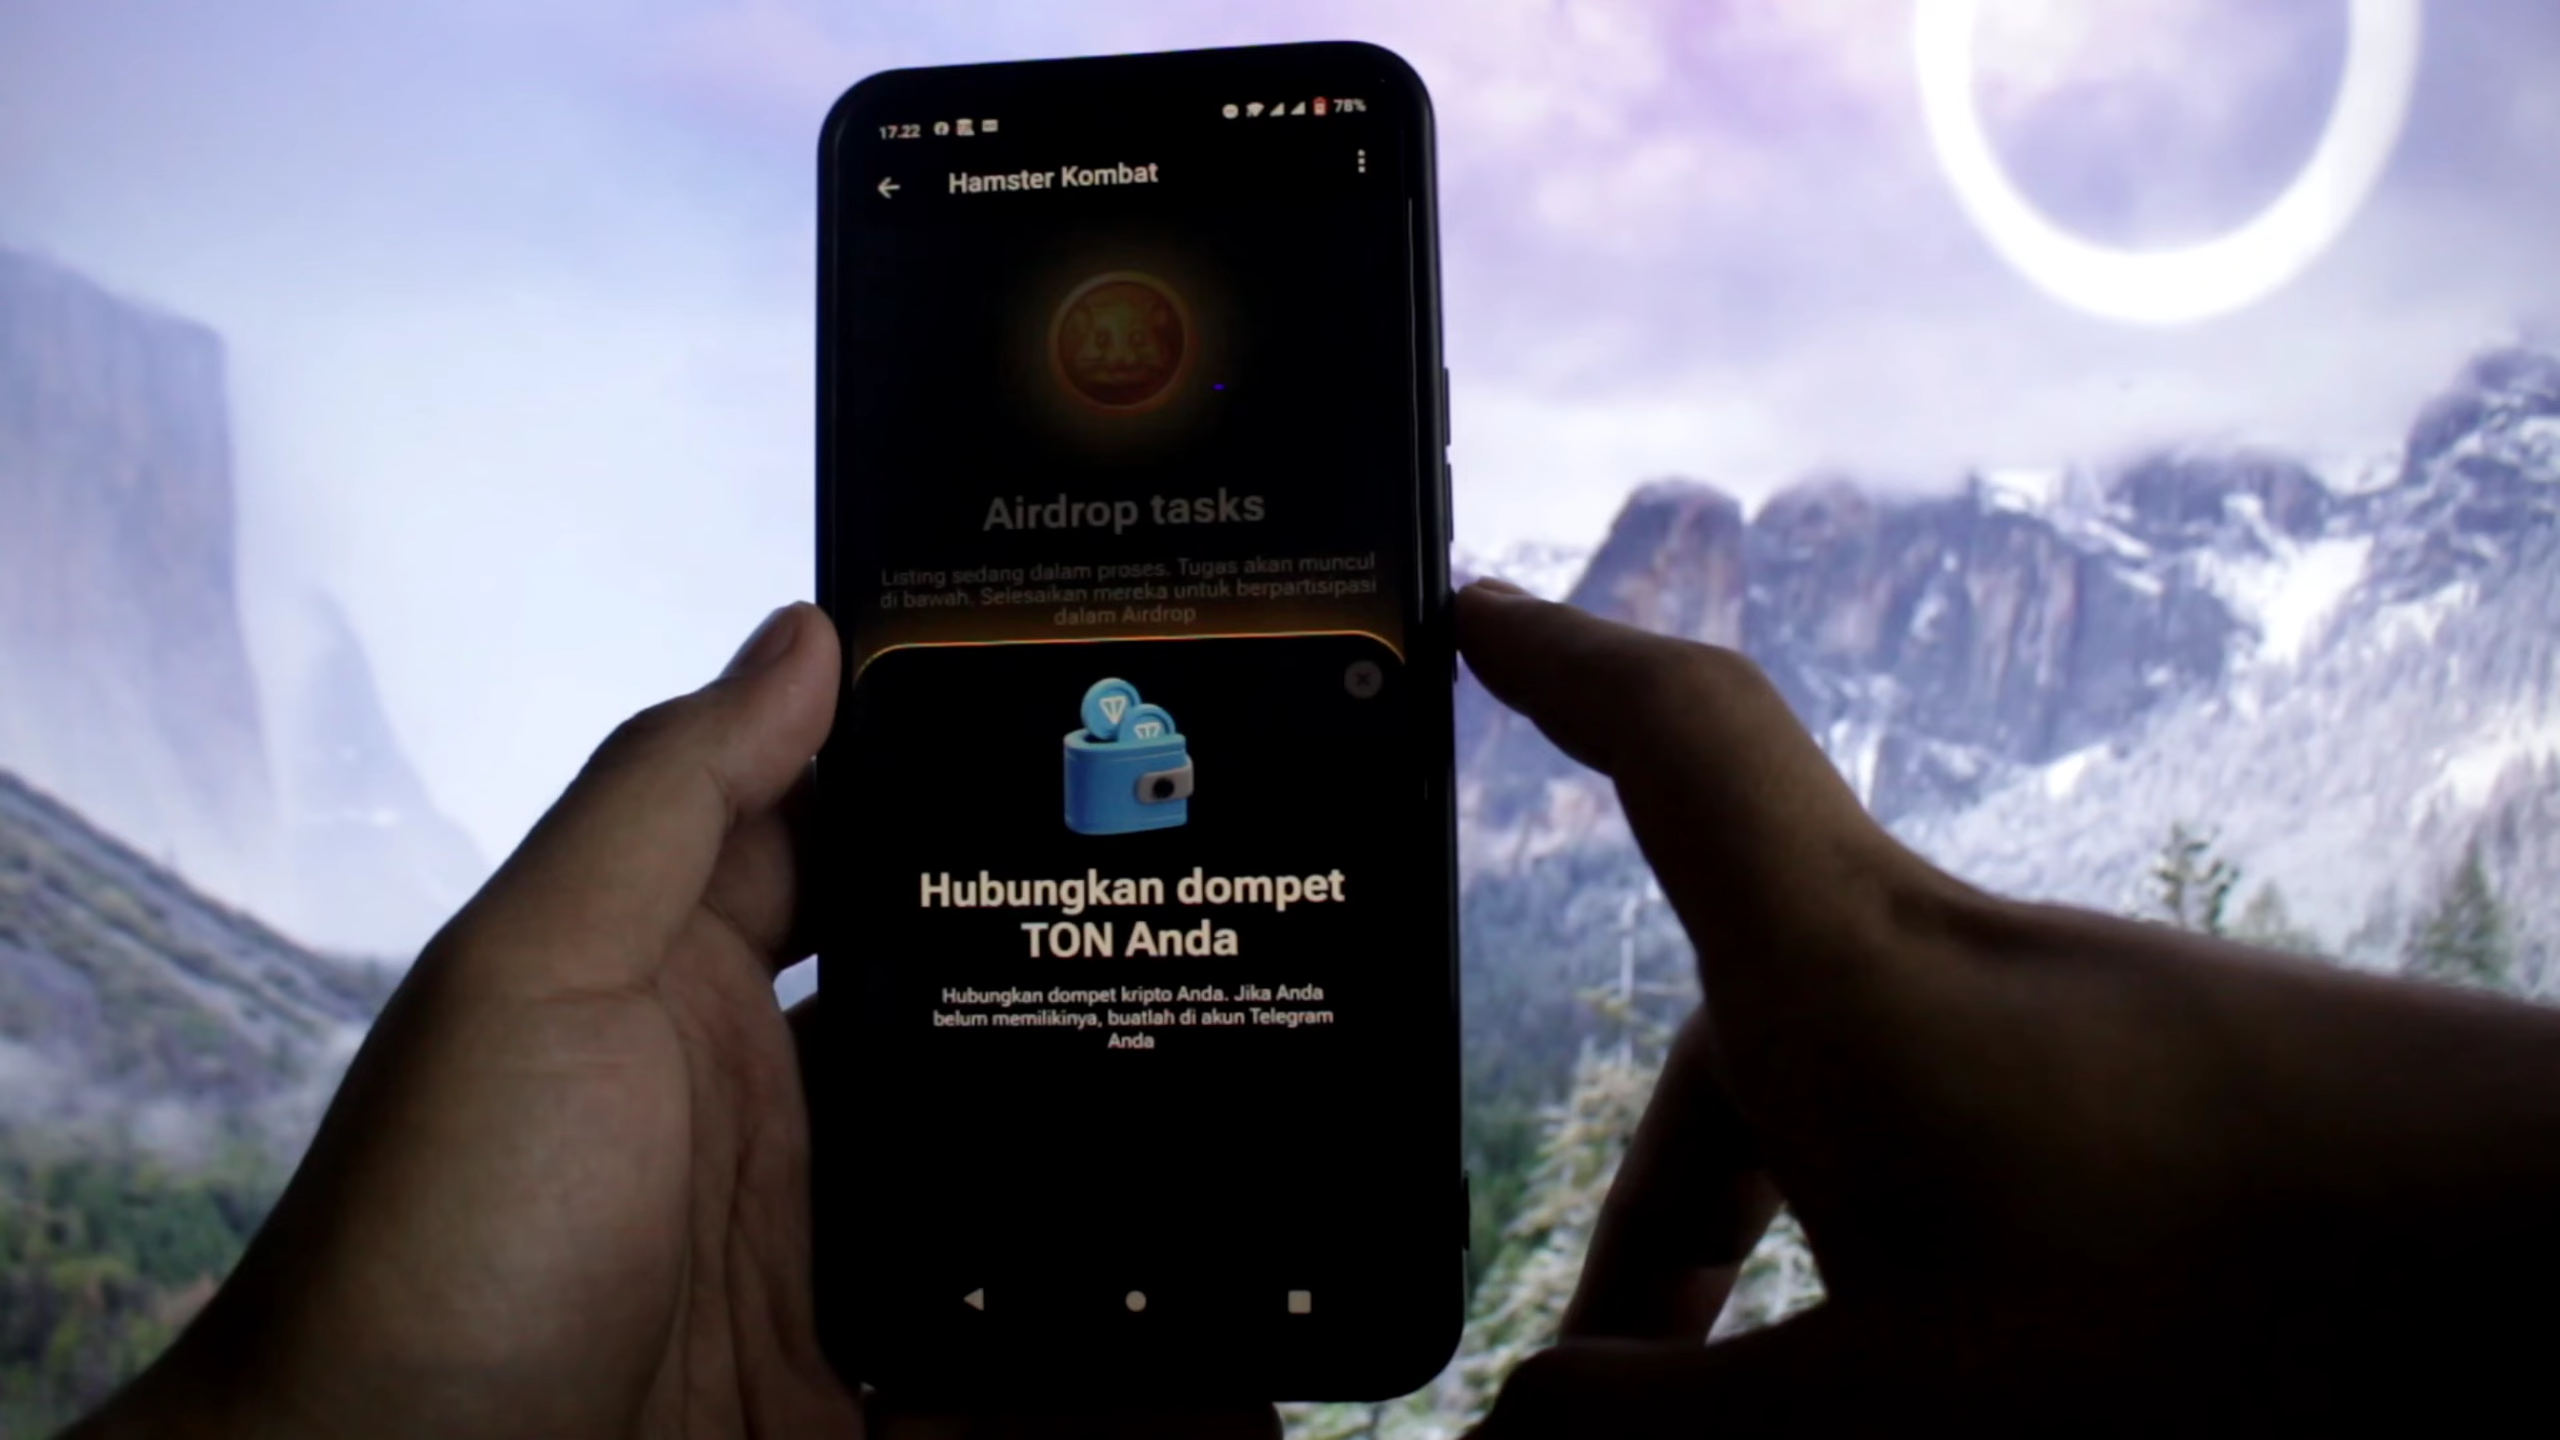 17.22
78%
Hamster Kombat
Airdrop tasks
Listing sedang dalam proses. Tugas akan muncul
di bawah. Selesaikan mereka untuk berpartisipasi
dalam Airdrop
Hubungkan dompet
TON Anda
Hubungkan dompet kripto Anda. Jika Anda
belum memilikinya, buatlah di akun Telegram
Anda